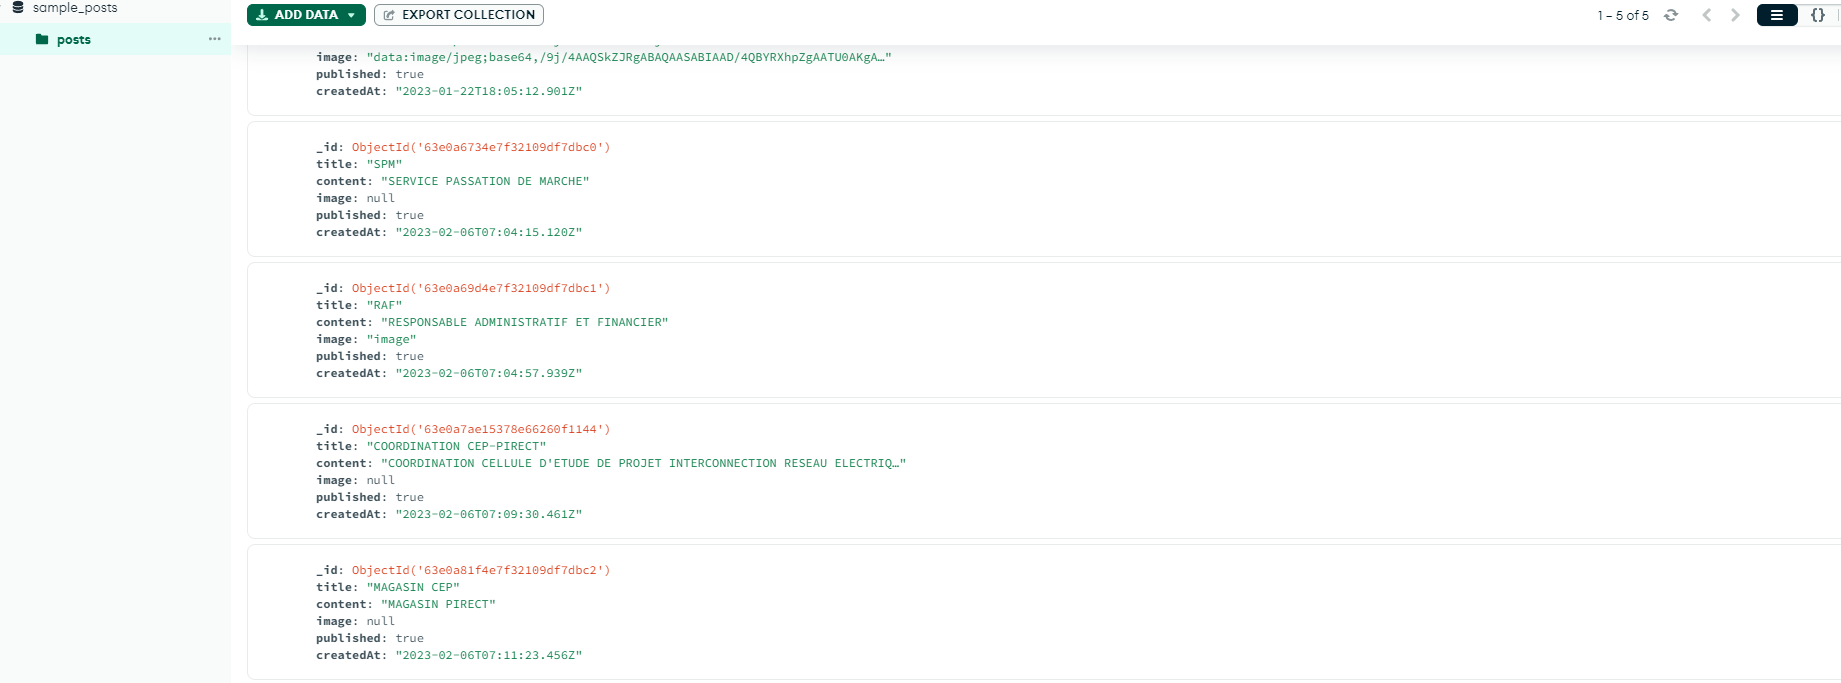 sample_posts
posts
ADD DATA
EXPORT COLLECTION
1 – 5 of 5
{}
image: "data:image/jpeg;base64,/9j/4AAQSkZJRgABAQAASABIAAD/4QBYRXhpZgAATU0AKgA…"
published: true
createdAt: "2023-01-22T18:05:12.901Z"
_id: ObjectId('63e0a6734e7f32109df7dbc0')
title: "SPM"
content: "SERVICE PASSATION DE MARCHE"
image: null
published: true
createdAt: "2023-02-06T07:04:15.120Z"
_id: ObjectId('63e0a69d4e7f32109df7dbc1')
title: "RAF"
content: "RESPONSABLE ADMINISTRATIF ET FINANCIER"
image: "image"
published: true
createdAt: "2023-02-06T07:04:57.939Z"
_id: ObjectId('63e0a7ae15378e66260f1144')
title: "COORDINATION CEP-PIRECT"
content: "COORDINATION CELLULE D'ETUDE DE PROJET INTERCONNECTION RESEAU ELECTRIQ…"
image: null
published: true
createdAt: "2023-02-06T07:09:30.461Z"
_id: ObjectId('63e0a81f4e7f32109df7dbc2')
title: "MAGASIN CEP"
content: "MAGASIN PIRECT"
image: null
published: true
createdAt: "2023-02-06T07:11:23.456Z"